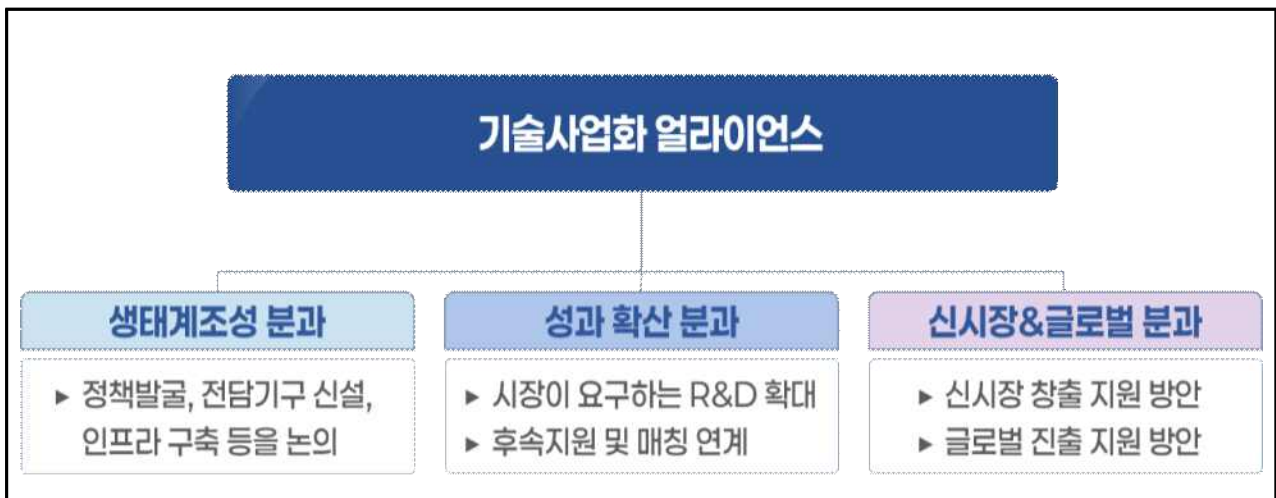 기술사업화 얼라이언스
생태계조성 분과
▸ 정책발굴, 전담기구 신설,
인프라 구축 등을 논의
성과 확산 분과
▸ 시장이 요구하는 R&D 확대
▸ 후속지원 및 매칭 연계
신시장&글로벌 분과
▸ 신시장 창출 지원 방안
▸ 글로벌 진출 지원 방안